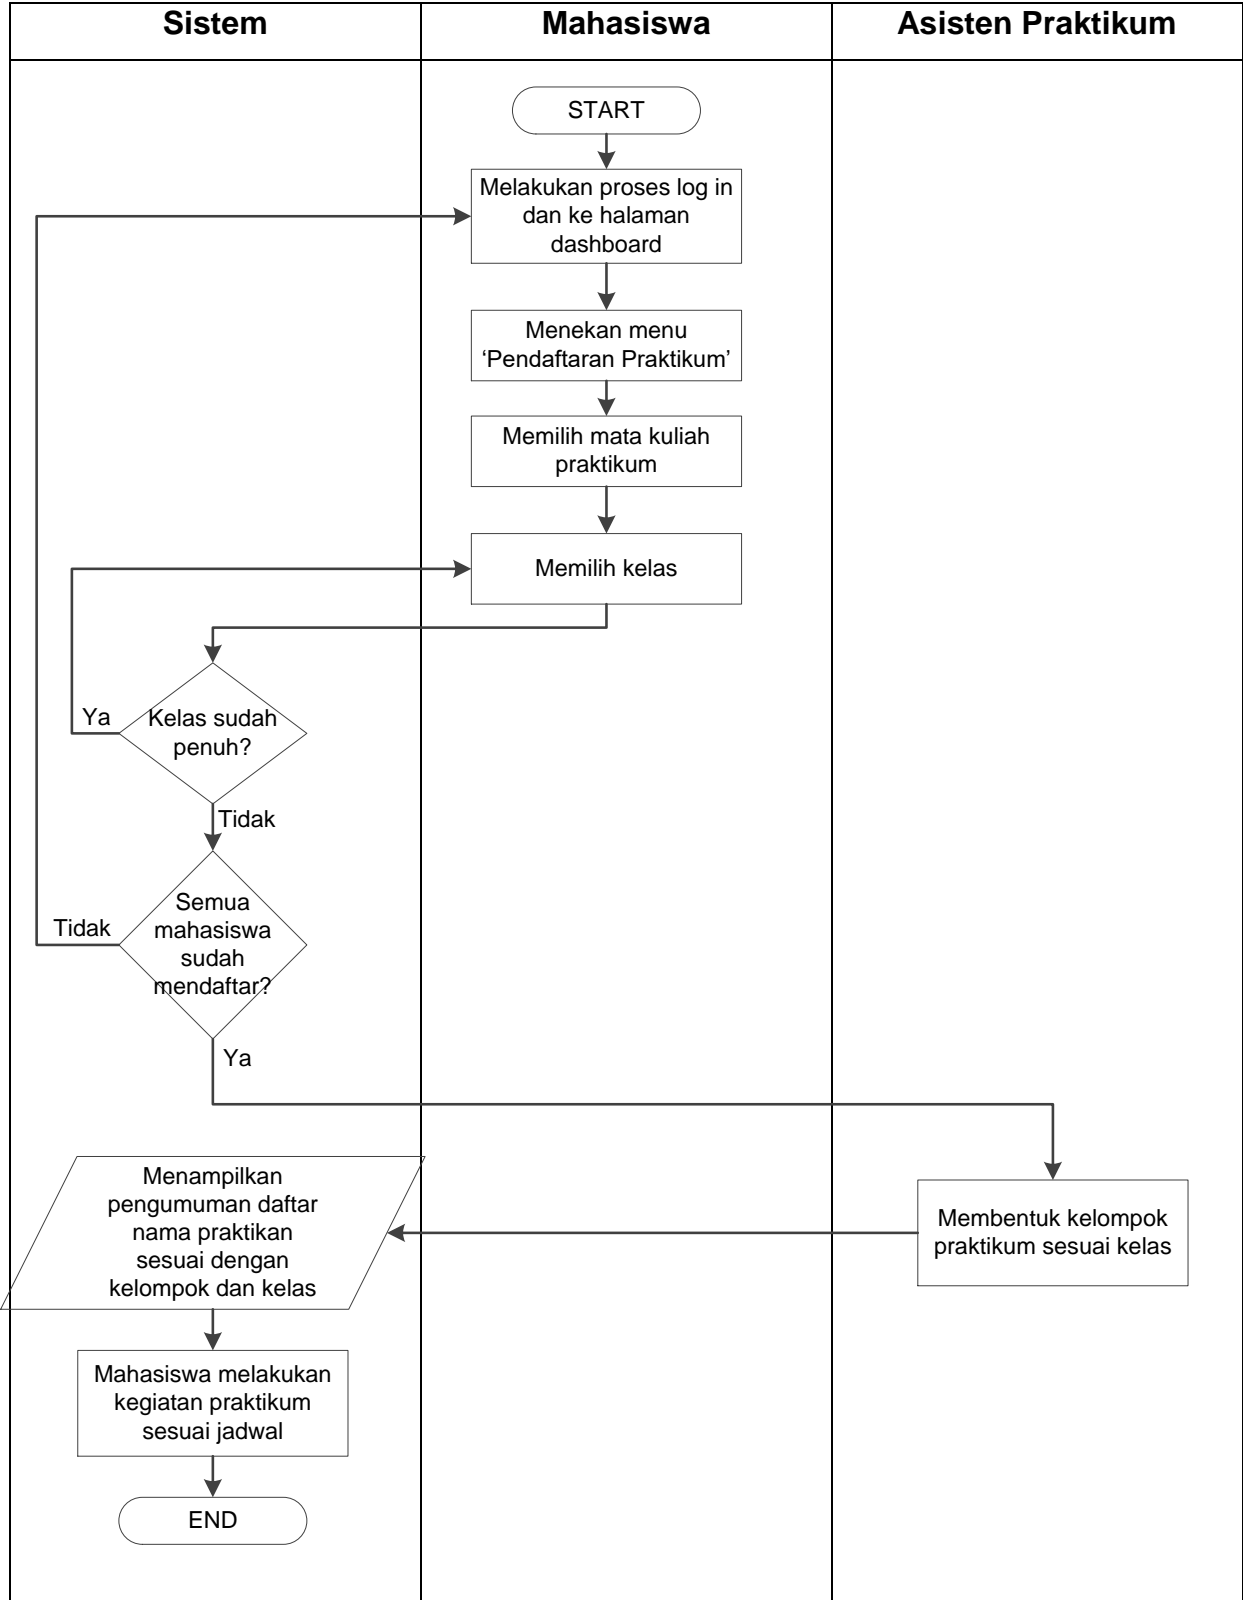 Sistem
Mahasiswa
Asisten Praktikum
START
Melakukan proses log in
dan ke halaman
dashboard
Menekan menu
‘Pendaftaran Praktikum’
Memilih mata kuliah
praktikum
Memilih kelas
Ya
Kelas sudah
penuh?
Tidak
Tidak
Semua
mahasiswa
sudah
mendaftar?
Ya
Membentuk kelompok
praktikum sesuai kelas
Menampilkan
pengumuman daftar
nama praktikan
sesuai dengan
kelompok dan kelas
Mahasiswa melakukan
kegiatan praktikum
sesuai jadwal
END